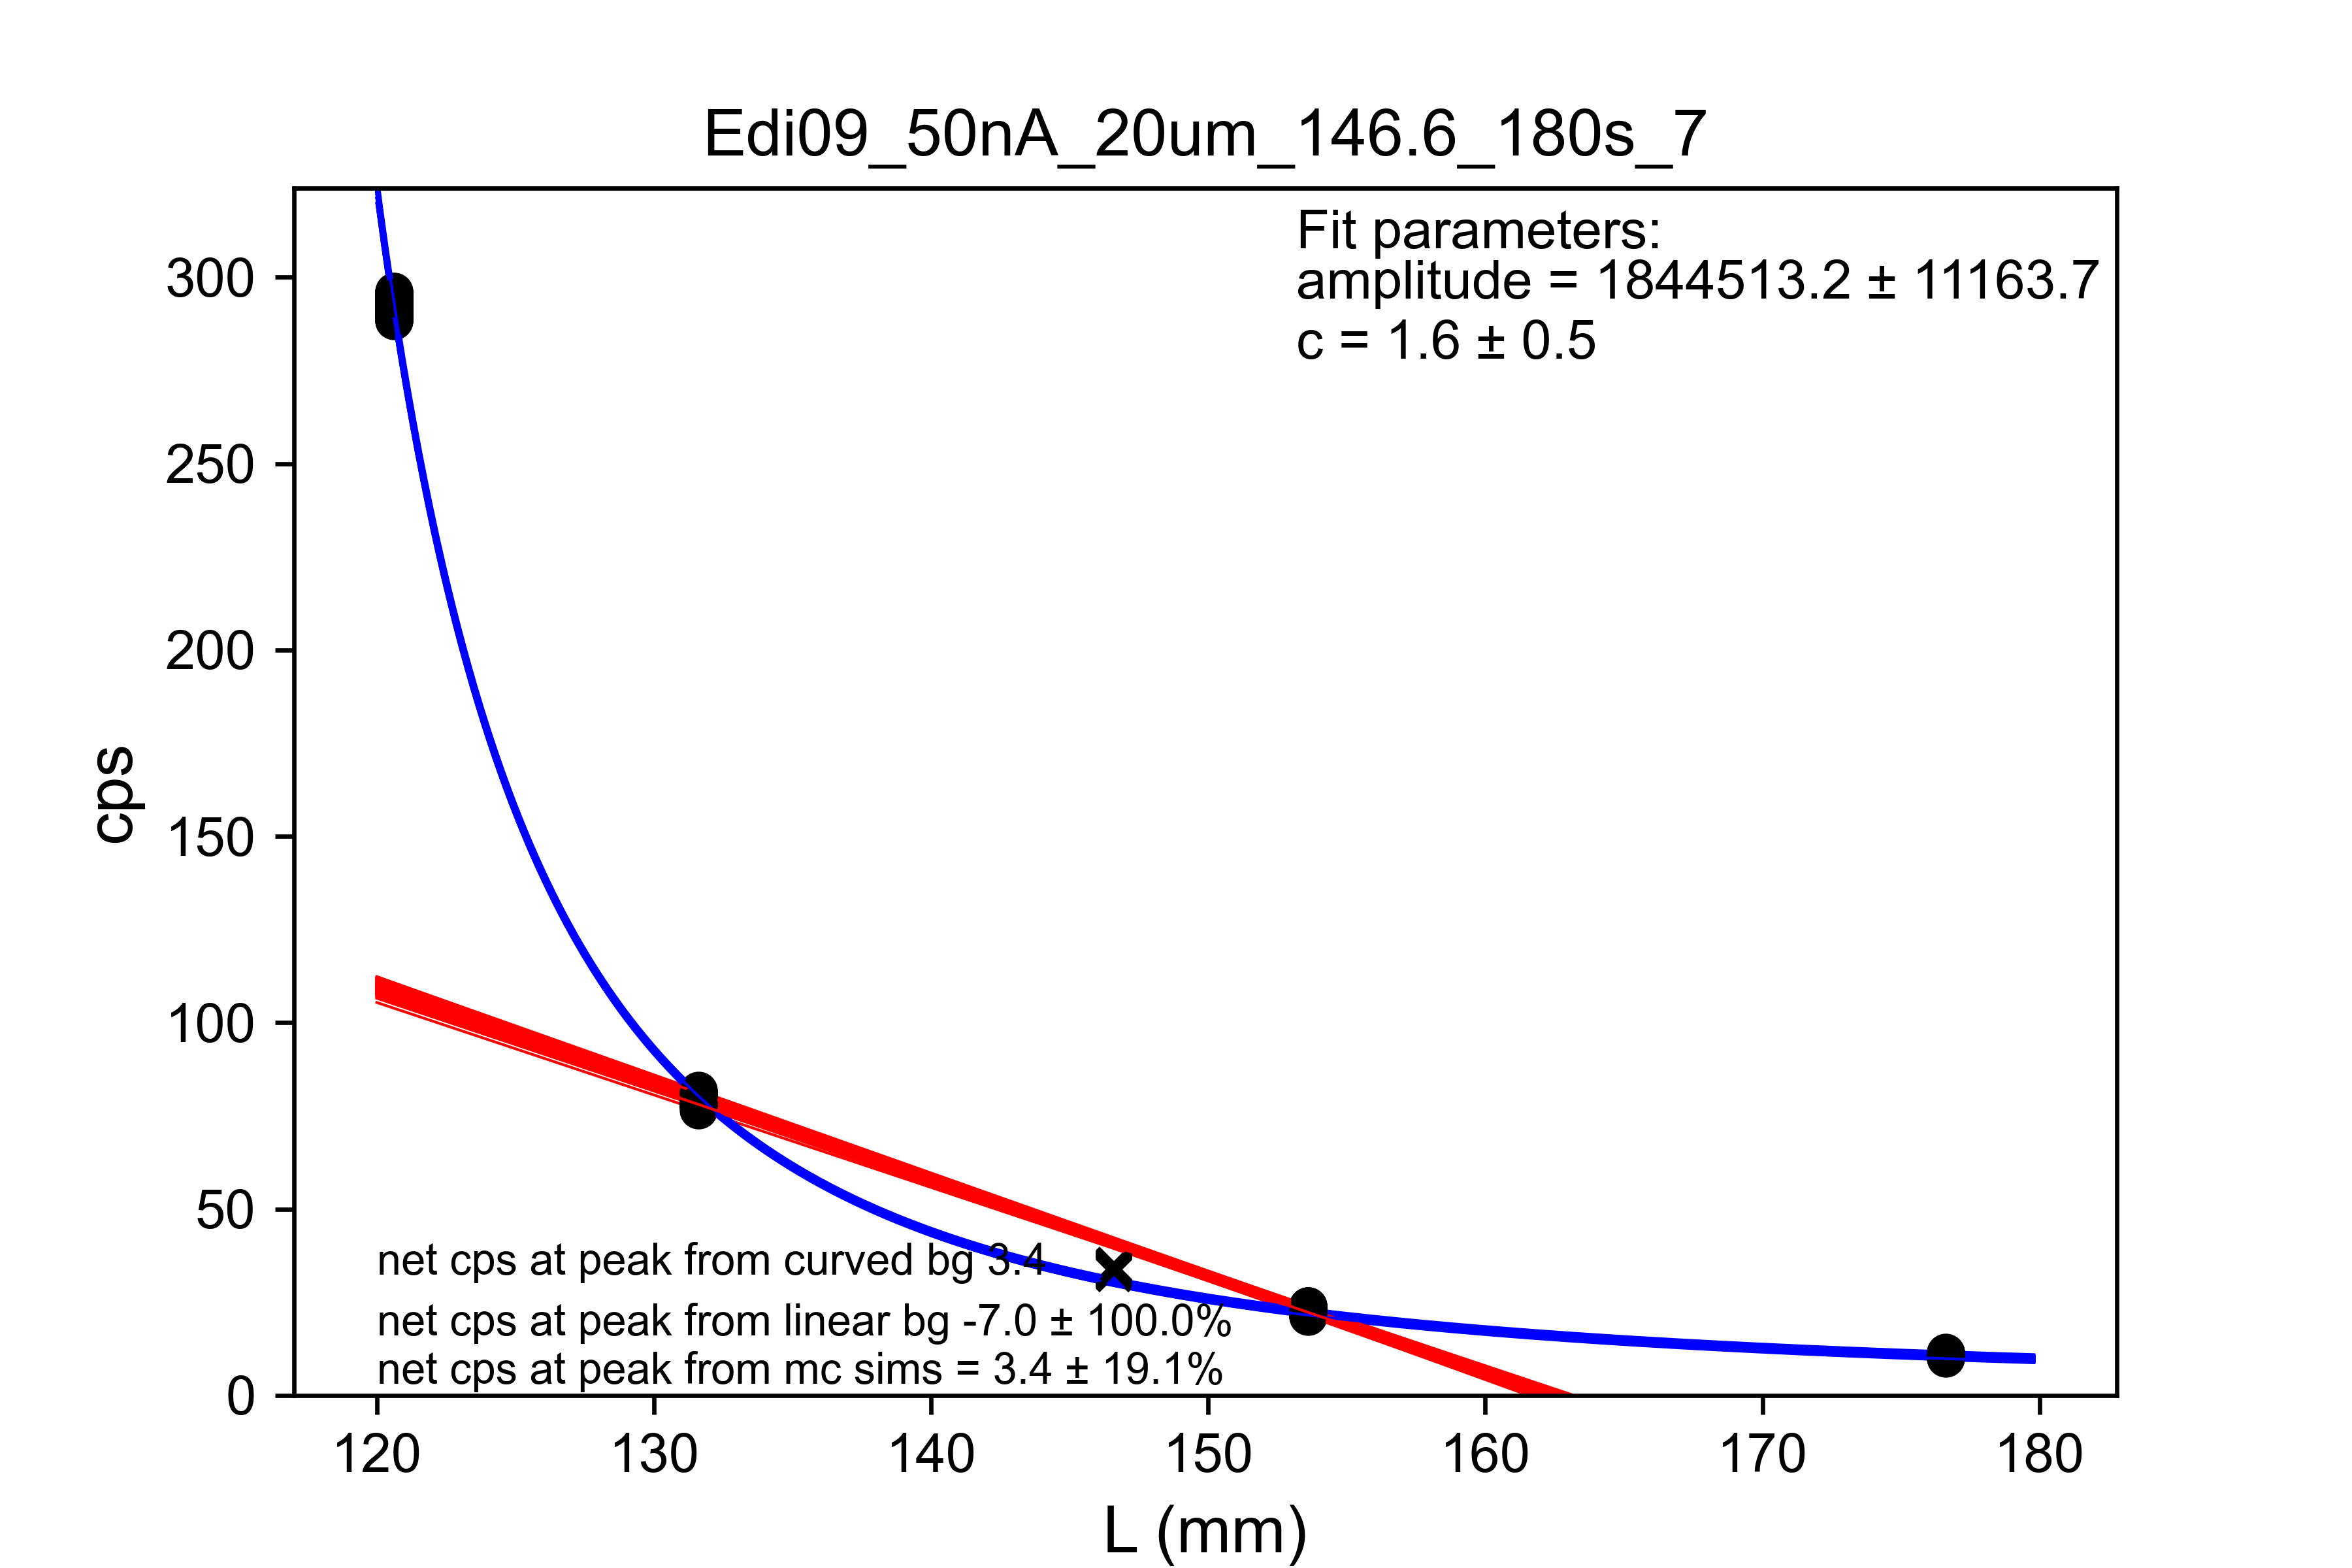 Edi09_50nA_20um_146.6_180s_7
Fit parameters:
amplitude = 1844513.2 ± 11163.7
c = 1.6 ± 0.5
300
250
200
150
100
50
0
cps
net cps at peak from curved bg 3.4
net cps at peak from linear bg -7.0 ± 100.0%
net cps at peak from mc sims = 3.4 ± 19.1%
120 130 140 150 160 170 180
L (mm)